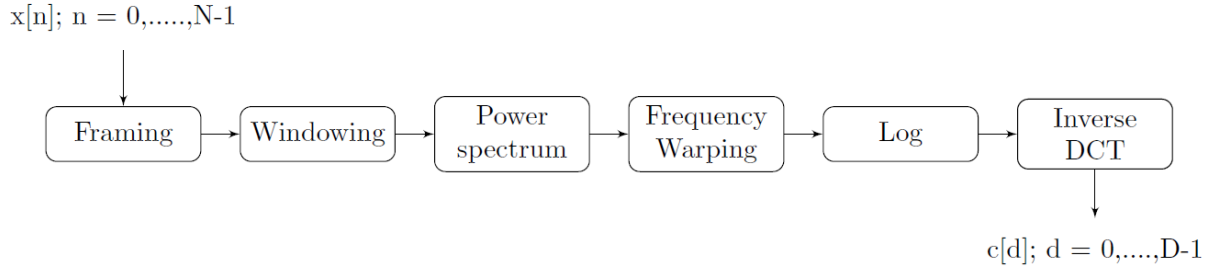 x[n]; n = 0,.....,N-1
Framing
Windowing
Power
spectrum
Frequency
Warping
Log
Inverse
DCT
c[d]; d = 0,....,D-1